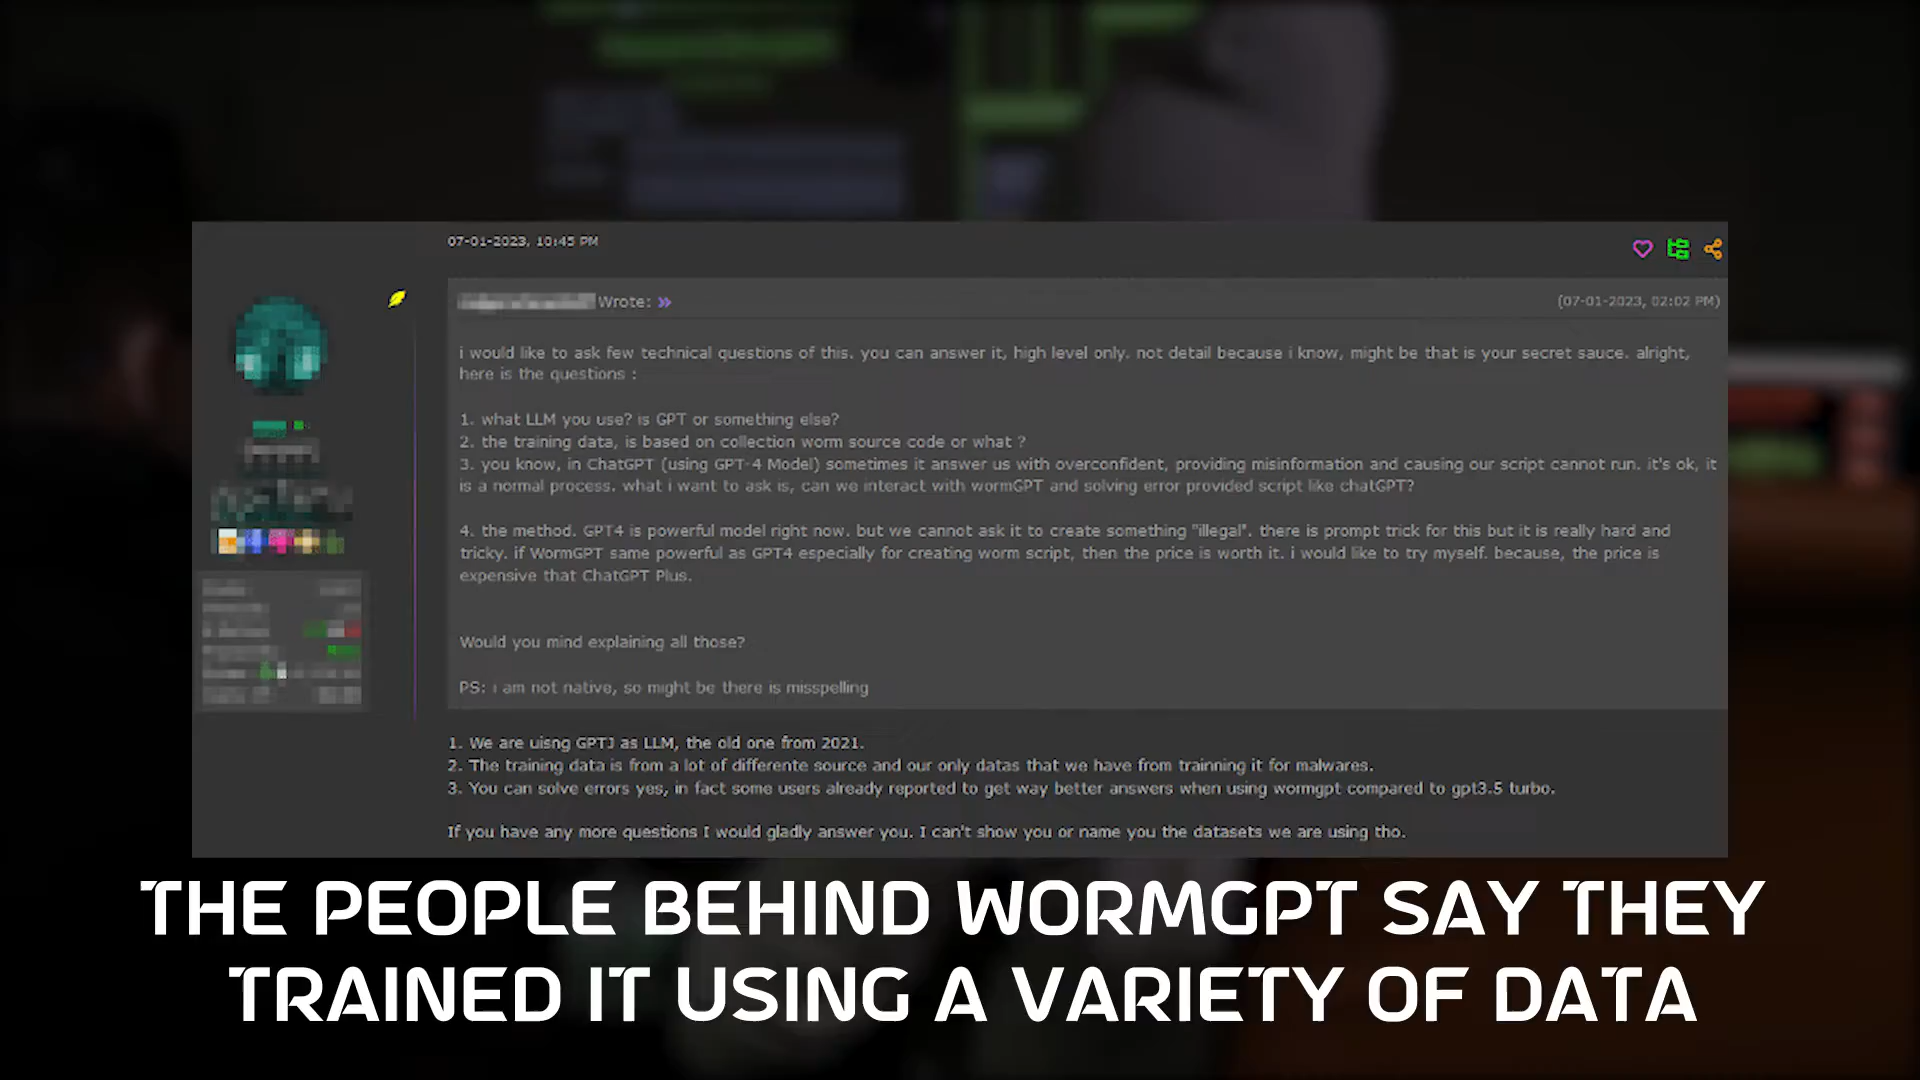 07-01-2023, 10:45 PM
Wrote: »
(07-01-2023, 02:02 PM)
i would like to ask few technical questions of this. you can answer it, high level only. not detail because i know, might be that is your secret sauce. alright,
here is the questions :
1. what LLM you use? is GPT or something else?
2. the training data, is based on collection worm source code or what ?
3. you know, in ChatGPT (using GPT-4 Model) sometimes it answer us with overconfident, providing misinformation and causing our script cannot run. it's ok, it
is a normal process. what i want to ask is, can we interact with wormGPT and solving error provided script like chatGPT?
4. the method. GPT4 is powerful model right now. but we cannot ask it to create something "illegal". there is prompt trick for this but it is really hard and
tricky. if WormGPT same powerful as GPT4 especially for creating worm script, then the price is worth it. i would like to try myself. because, the price is
expensive that ChatGPT Plus.
Would you mind explaining all those?
PS: i am not native, so might be there is misspelling
1. We are uisng GPTJ as LLM, the old one from 2021.
2. The training data is from a lot of differente source and our only datas that we have from trainning it for malwares.
3. You can solve errors yes, in fact some users already reported to get way better answers when using wormgpt compared to gpt3.5 turbo.
If you have any more questions I would gladly answer you. I can't show you or name you the datasets we are using tho.
THE PEOPLE BEHIND WORMGPT SAY THEY
TRAINED IT USING A VARIETY OF DATA